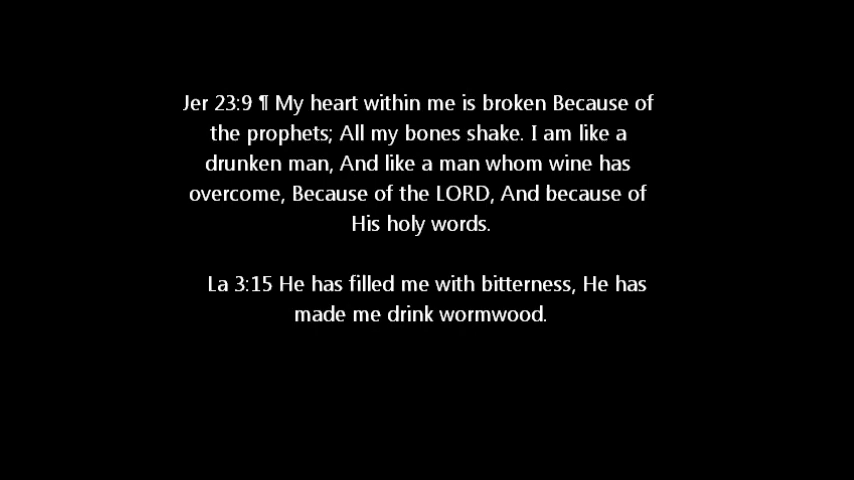 Jer 23:9 ¶ My heart within me is broken Because of
the prophets; All my bones shake. I am like a
drunken man, And like a man whom wine has
overcome, Because of the LORD, And because of
His holy words.
La 3:15 He has filled me with bitterness, He has
made me drink wormwood.